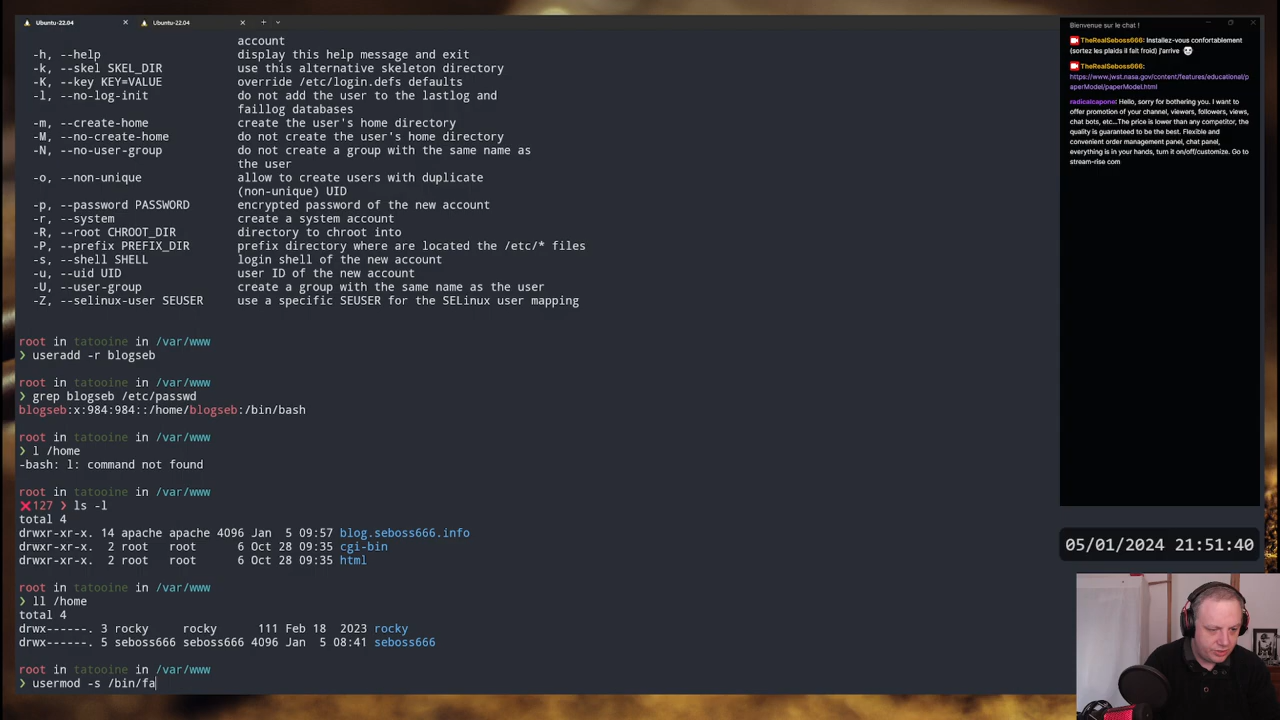 Ubuntu-22.04
Ubuntu-22.04
account
-h, --help display this help message and exit
-k, --skel SKEL_DIR use this alternative skeleton directory
-K, --key KEY=VALUE override /etc/login.defs defaults
-l, --no-log-init do not add the user to the lastlog and
faillog databases
-m, --create-home create the user's home directory
-M, --no-create-home do not create the user's home directory
-N, --no-user-group do not create a group with the same name as
the user
-o, --non-unique allow to create users with duplicate
(non-unique) UID
-p, --password PASSWORD encrypted password of the new account
-r, --system create a system account
-R, --root CHROOT_DIR directory to chroot into
-P, --prefix PREFIX_DIR prefix directory where are located the /etc/* files
-s, --shell SHELL login shell of the new account
-u, --uid UID user ID of the new account
-U, --user-group create a group with the same name as the user
-Z, --selinux-user SEUSER use a specific SEUSER for the SELinux user mapping
root in tatooine in /var/www
❯ useradd -r blogseb
root in tatooine in /var/www
❯ grep blogseb /etc/passwd
blogseb:x:984:984::/home/blogseb:/bin/bash
root in tatooine in /var/www
❯ l /home
-bash: l: command not found
root in tatooine in /var/www
❌127 ❯ ls -l
total 4
drwxr-xr-x. 14 apache apache 4096 Jan 5 09:57 blog.seboss666.info
drwxr-xr-x. 2 root root 6 Oct 28 09:35 cgi-bin
drwxr-xr-x. 2 root root 6 Oct 28 09:35 html
root in tatooine in /var/www
❯ ll /home
total 4
drwx------. 3 rocky rocky 111 Feb 18 2023 rocky
drwx------. 5 seboss666 seboss666 4096 Jan 5 08:41 seboss666
root in tatooine in /var/www
❯ usermod -s /bin/fa
Bienvenue sur le chat !
TheRealSeboss666: Installez-vous confortablement
(sortez les plaids il fait froid) j'arrive
TheRealSeboss666:
https://www.jwst.nasa.gov/content/features/educational/p
aperModel/paperModel.html
radicalcapone: Hello, sorry for bothering you. I want to
offer promotion of your channel, viewers, followers, views,
chat bots, etc...The price is lower than any competitor, the
quality is guaranteed to be the best. Flexible and
convenient order management panel, chat panel,
everything is in your hands, turn it on/off/customize. Go to
stream-rise com
05/01/2024 21:51:40